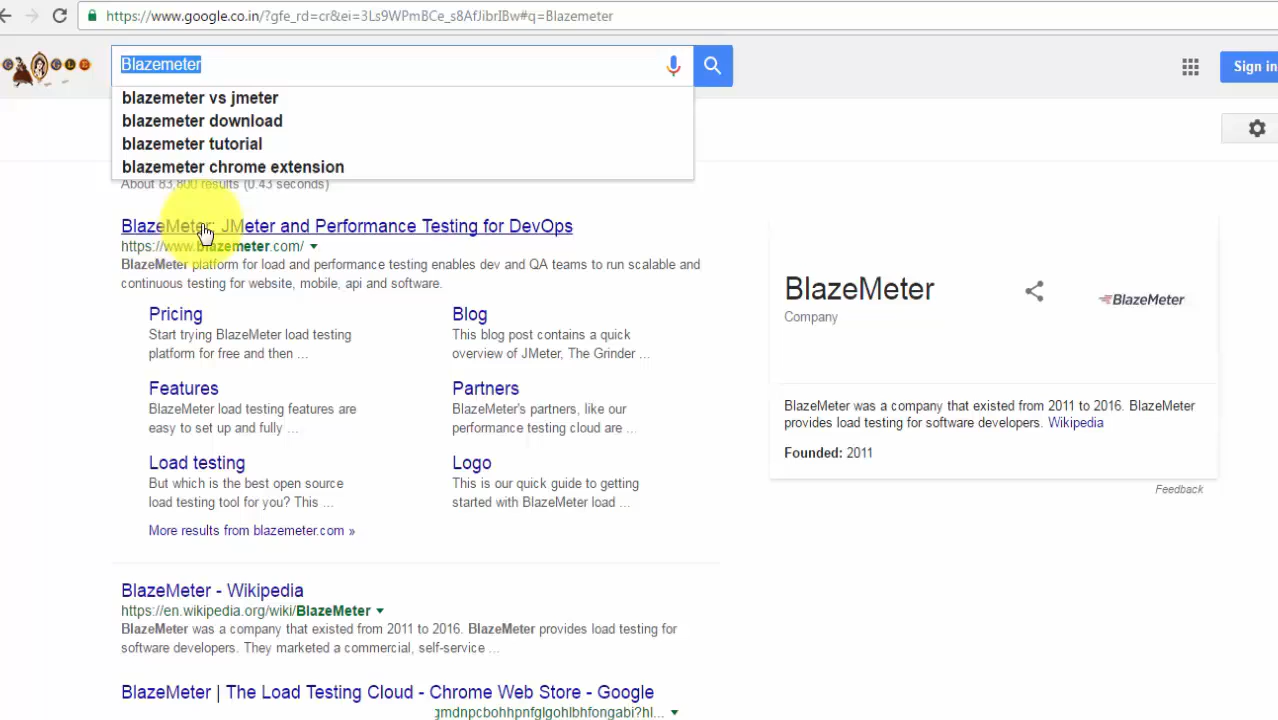 https://www.google.co.in/?gfe_rd=cr&ei=3Ls9WPmBCe_s8AfJibrIBw#q=Blazemeter
Blazemeter
Sign in
blazemeter vs jmeter
blazemeter download
blazemeter tutorial
blazemeter chrome extension
About 83,800 results (0.43 seconds)
BlazeMeter: JMeter and Performance Testing for DevOps
https://www.blazemeter.com/
BlazeMeter platform for load and performance testing enables dev and QA teams to run scalable and
continuous testing for website, mobile, api and software.
Pricing
Start trying BlazeMeter load testing
platform for free and then ...
Blog
This blog post contains a quick
overview of JMeter, The Grinder ...
Features
BlazeMeter load testing features are
easy to set up and fully ...
Partners
BlazeMeter's partners, like our
performance testing cloud are ...
Load testing
But which is the best open source
load testing tool for you? This ...
Logo
This is our quick guide to getting
started with BlazeMeter load ...
More results from blazemeter.com »
BlazeMeter - Wikipedia
https://en.wikipedia.org/wiki/BlazeMeter
BlazeMeter was a company that existed from 2011 to 2016. BlazeMeter provides load testing for
software developers. They marketed a commercial, self-service ...
BlazeMeter | The Load Testing Cloud - Chrome Web Store - Google
gmdnpcbohhpnfglgohlbhfongabi?hl...
BlazeMeter
Company
BlazeMeter
BlazeMeter was a company that existed from 2011 to 2016. BlazeMeter
provides load testing for software developers. Wikipedia
Founded: 2011
Feedback